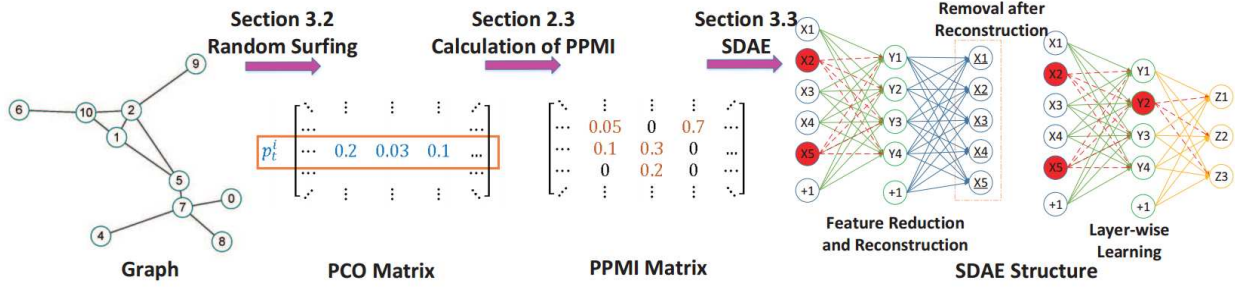 Section 3.2
Random Surfing
Section 2.3
Calculation of PPMI
Section 3.3
SDAE
Removal after
Reconstruction
9
6
10
2
1
5
7
0
4
8
Graph
p_t^i
... 0.2 0.03 0.1 ...
PCO Matrix
... 0.05 0 0.7
... 0.1 0.3 0 ...
... 0 0.2 0
PPMI Matrix
X1
X2
X3
X4
X5
+1
Y1
Y2
Y3
Y4
+1
X1
X2
X3
X4
X5
Feature Reduction
and Reconstruction
X1
X2
X3
X4
X5
+1
Y1
Y2
Y3
Y4
+1
Z1
Z2
Z3
Layer-wise
Learning
SDAE Structure